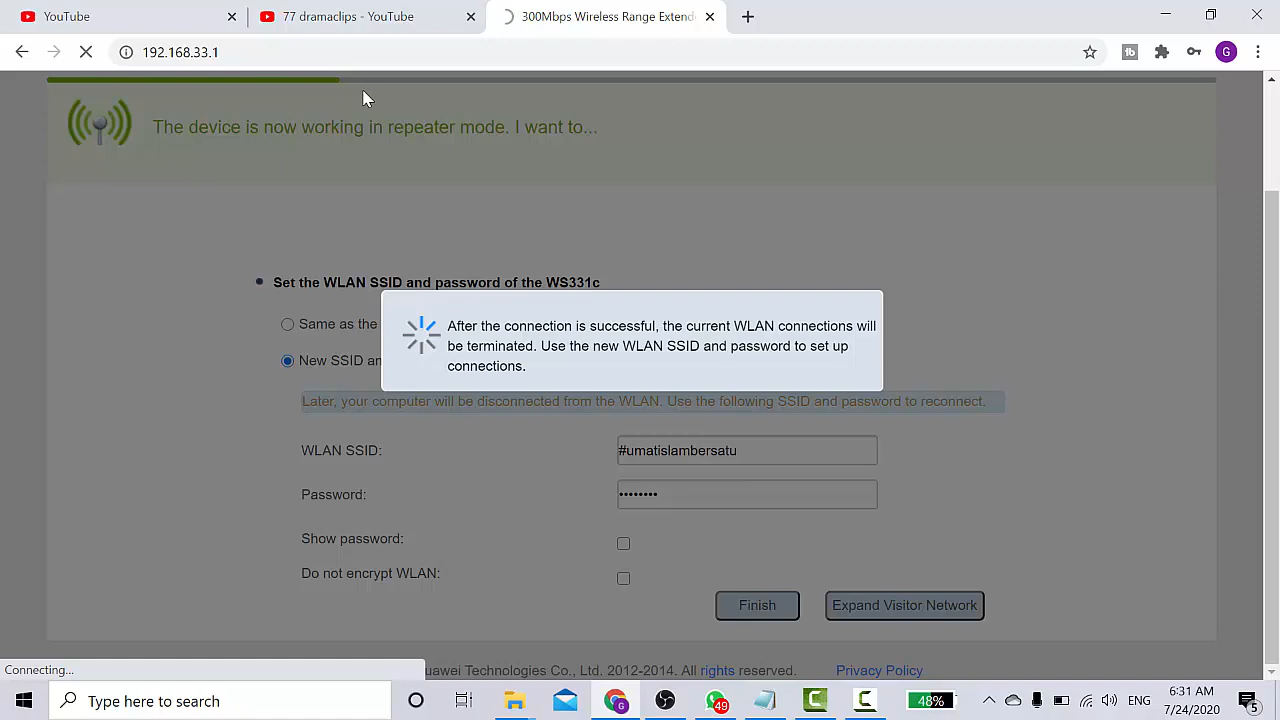 YouTube
77 dramaclips - YouTube
300Mbps Wireless Range Extend
192.168.33.1
G
The device is now working in repeater mode. I want to...
Set the WLAN SSID and password of the WS331c
Same as the
New SSID an
After the connection is successful, the current WLAN connections will
be terminated. Use the new WLAN SSID and password to set up
connections.
Later, your computer will be disconnected from the WLAN. Use the following SSID and password to reconnect.
WLAN SSID:
#umatislambersatu
Password:
••••••••
Show password:
Do not encrypt WLAN:
Finish
Expand Visitor Network
Connecting...
uawei Technologies Co., Ltd. 2012-2014. All rights reserved.
Privacy Policy
Type here to search
G
49
48%
ENG
6:31 AM
7/24/2020
5